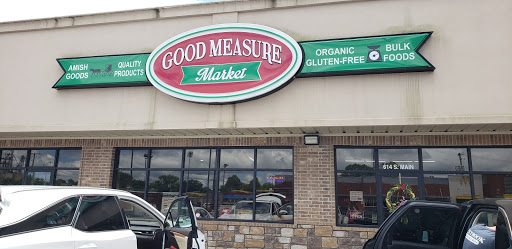 GOOD MEASURE
Market
AMISH
GOODS
QUALITY
PRODUCTS
ORGANIC
GLUTEN-FREE
BULK
FOODS
614 S. MAIN